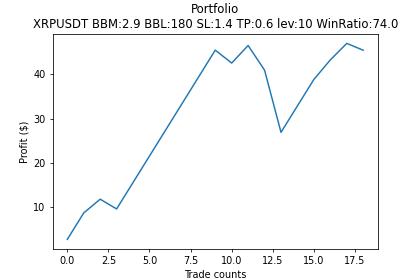 Portfolio
XRPUSDT BBM:2.9 BBL:180 SL:1.4 TP:0.6 lev:10 WinRatio:74.0
Profit ($)
40
30
20
10
0.0 2.5 5.0 7.5 10.0 12.5 15.0 17.5
Trade counts